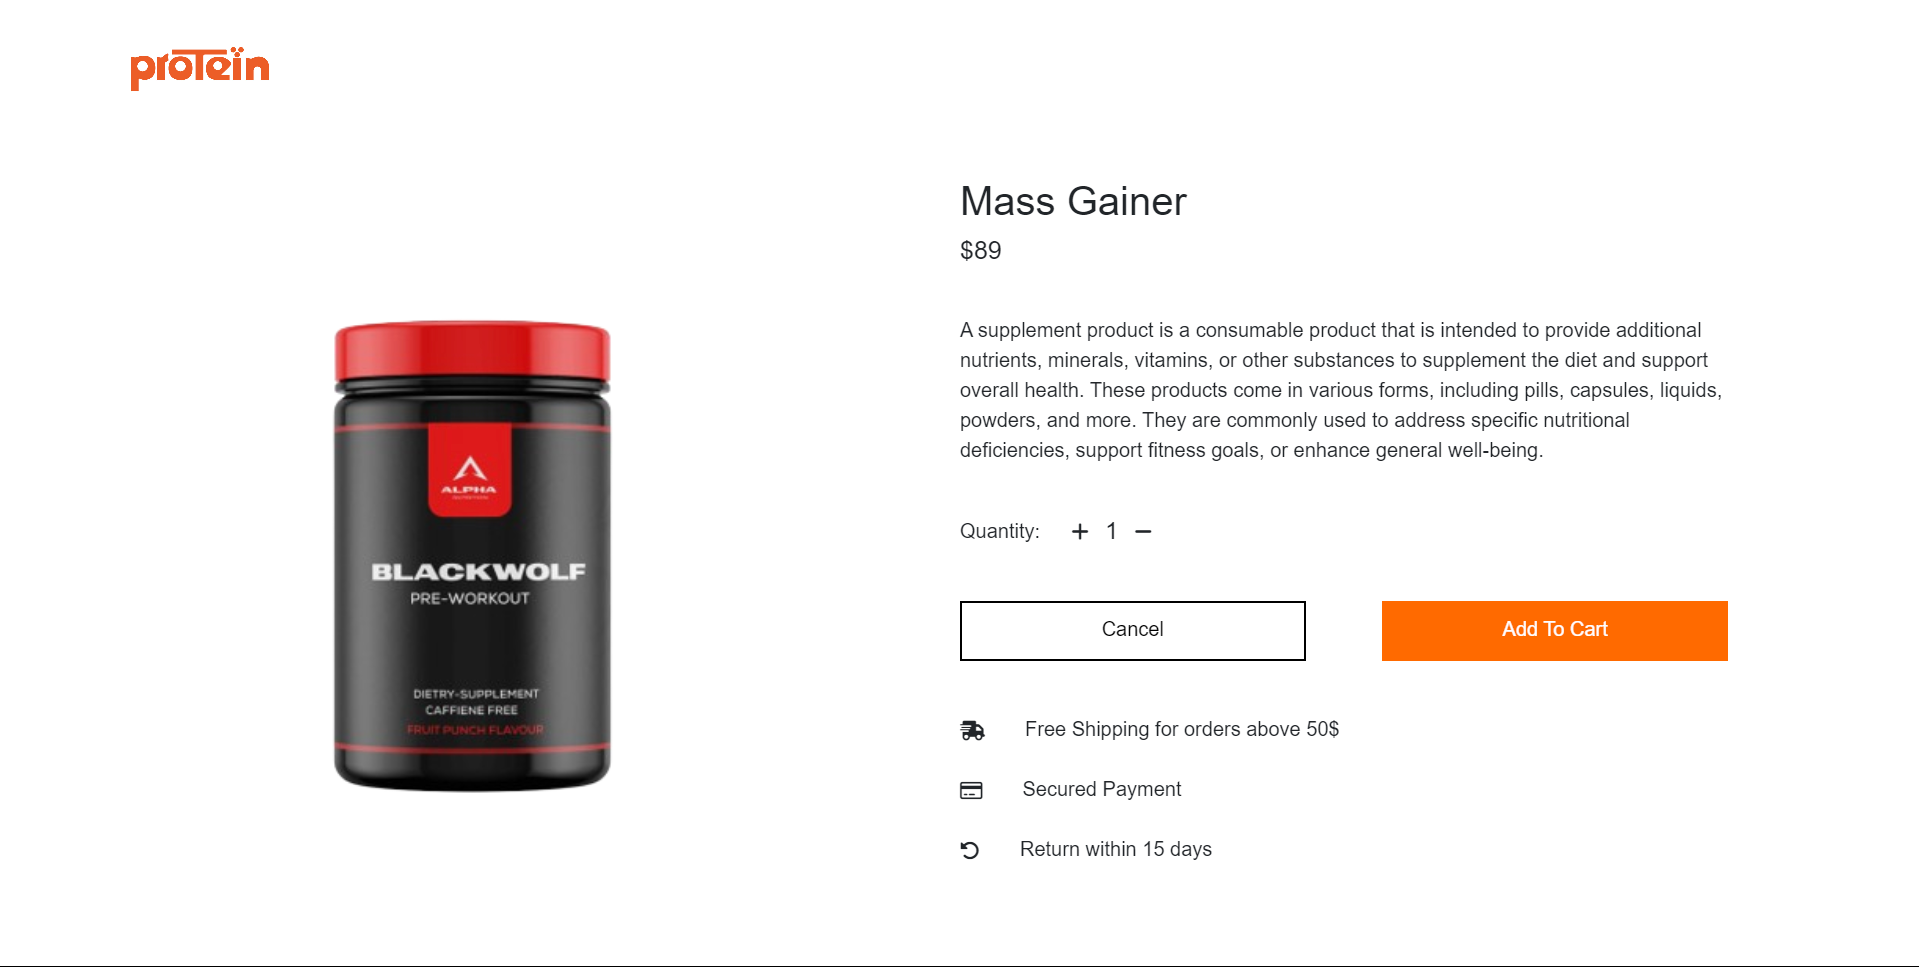 proTein
Mass Gainer
$89
A supplement product is a consumable product that is intended to provide additional
nutrients, minerals, vitamins, or other substances to supplement the diet and support
overall health. These products come in various forms, including pills, capsules, liquids,
powders, and more. They are commonly used to address specific nutritional
deficiencies, support fitness goals, or enhance general well-being.
Quantity: + 1 −
Cancel
Add To Cart
Free Shipping for orders above 50$
Secured Payment
Return within 15 days
ALPHA
NUTRITION
BLACKWOLF
PRE-WORKOUT
DIETRY-SUPPLEMENT
CAFFIENE FREE
FRUIT PUNCH FLAVOUR